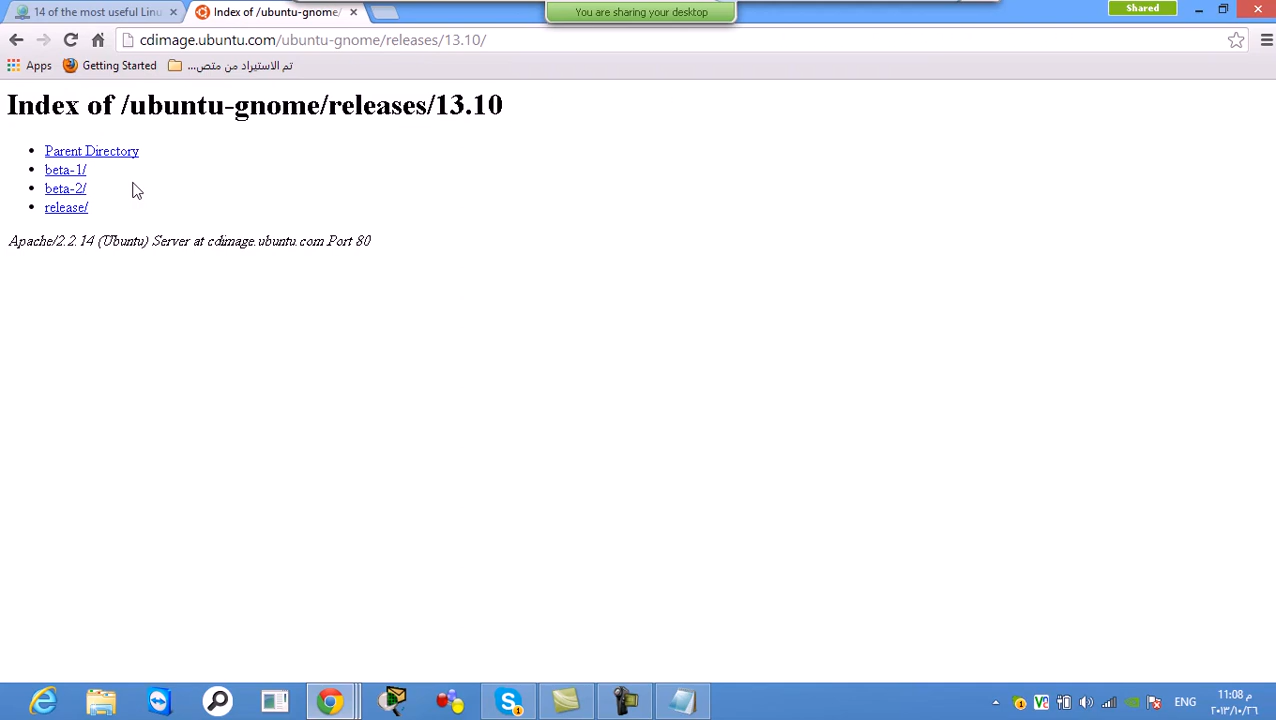 14 of the most useful Linu
Index of /ubuntu-gnome/
You are sharing your desktop
Shared
cdimage.ubuntu.com/ubuntu-gnome/releases/13.10/
Apps
Getting Started
تم الاستيراد من متص...
Index of /ubuntu-gnome/releases/13.10
Parent Directory
beta-1/
beta-2/
release/
Apache/2.2.14 (Ubuntu) Server at cdimage.ubuntu.com Port 80
ENG
11:08 م
٢٠١٣/١٠/٢٦